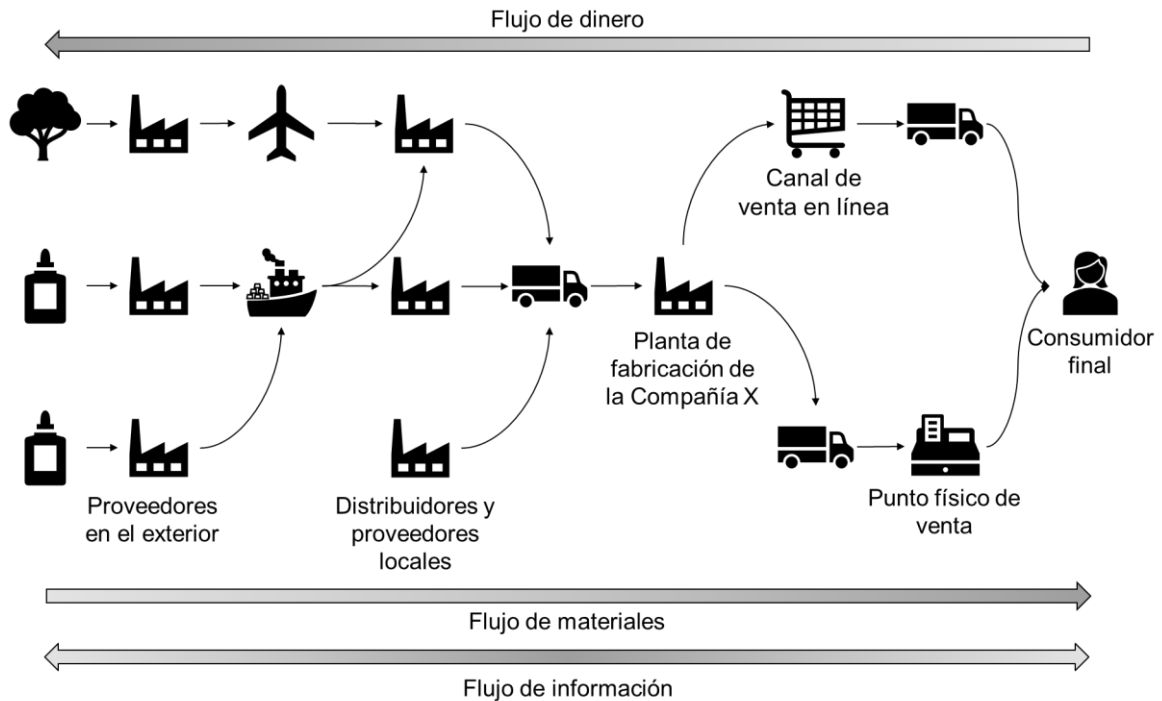 Flujo de dinero
Canal de
venta en línea
Planta de
fabricación de
la Compañía X
Consumidor
final
Proveedores
en el exterior
Distribuidores y
proveedores
locales
Punto físico de
venta
Flujo de materiales
Flujo de información